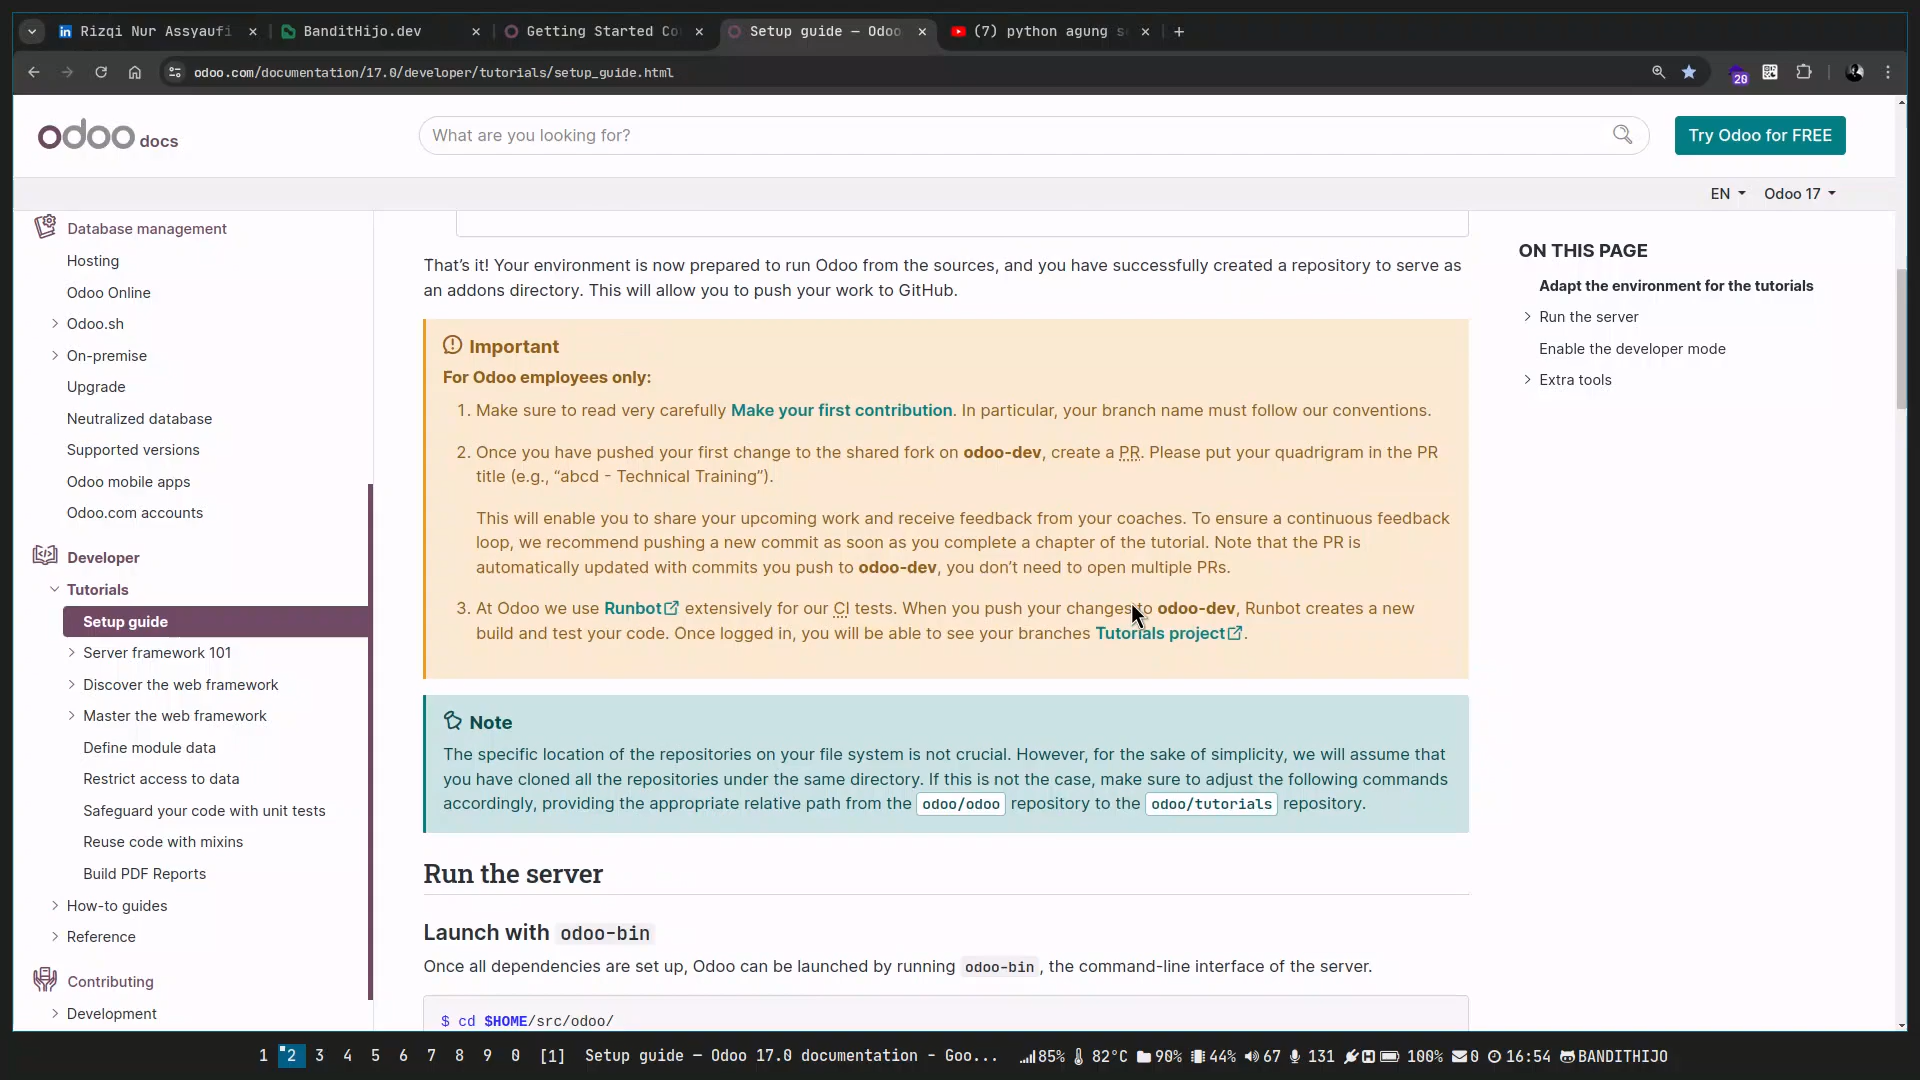 Rizqi Nur Assyaufi
BanditHijo.dev
Getting Started Co
Setup guide — Odoo
(7) python agung s
odoo.com/documentation/17.0/developer/tutorials/setup_guide.html
20
odoo docs
What are you looking for?
Try Odoo for FREE
EN
Odoo 17
Database management
Hosting
Odoo Online
Odoo.sh
On-premise
Upgrade
Neutralized database
Supported versions
Odoo mobile apps
Odoo.com accounts
Developer
Tutorials
Setup guide
Server framework 101
Discover the web framework
Master the web framework
Define module data
Restrict access to data
Safeguard your code with unit tests
Reuse code with mixins
Build PDF Reports
How-to guides
Reference
Contributing
Development
That's it! Your environment is now prepared to run Odoo from the sources, and you have successfully created a repository to serve as
an addons directory. This will allow you to push your work to GitHub.
Important
For Odoo employees only:
1. Make sure to read very carefully Make your first contribution. In particular, your branch name must follow our conventions.
2. Once you have pushed your first change to the shared fork on odoo-dev, create a PR. Please put your quadrigram in the PR
title (e.g., “abcd - Technical Training”).
This will enable you to share your upcoming work and receive feedback from your coaches. To ensure a continuous feedback
loop, we recommend pushing a new commit as soon as you complete a chapter of the tutorial. Note that the PR is
automatically updated with commits you push to odoo-dev, you don’t need to open multiple PRs.
3. At Odoo we use Runbot extensively for our CI tests. When you push your changes to odoo-dev, Runbot creates a new
build and test your code. Once logged in, you will be able to see your branches Tutorials project.
Note
The specific location of the repositories on your file system is not crucial. However, for the sake of simplicity, we will assume that
you have cloned all the repositories under the same directory. If this is not the case, make sure to adjust the following commands
accordingly, providing the appropriate relative path from the odoo/odoo repository to the odoo/tutorials repository.
Run the server
Launch with odoo-bin
Once all dependencies are set up, Odoo can be launched by running odoo-bin, the command-line interface of the server.
$ cd $HOME/src/odoo/
ON THIS PAGE
Adapt the environment for the tutorials
Run the server
Enable the developer mode
Extra tools
1 2 3 4 5 6 7 8 9 0 [1] Setup guide — Odoo 17.0 documentation - Goo... 85% 82°C 90% 44% 67 131 H 100% 0 16:54 BANDITHIJO